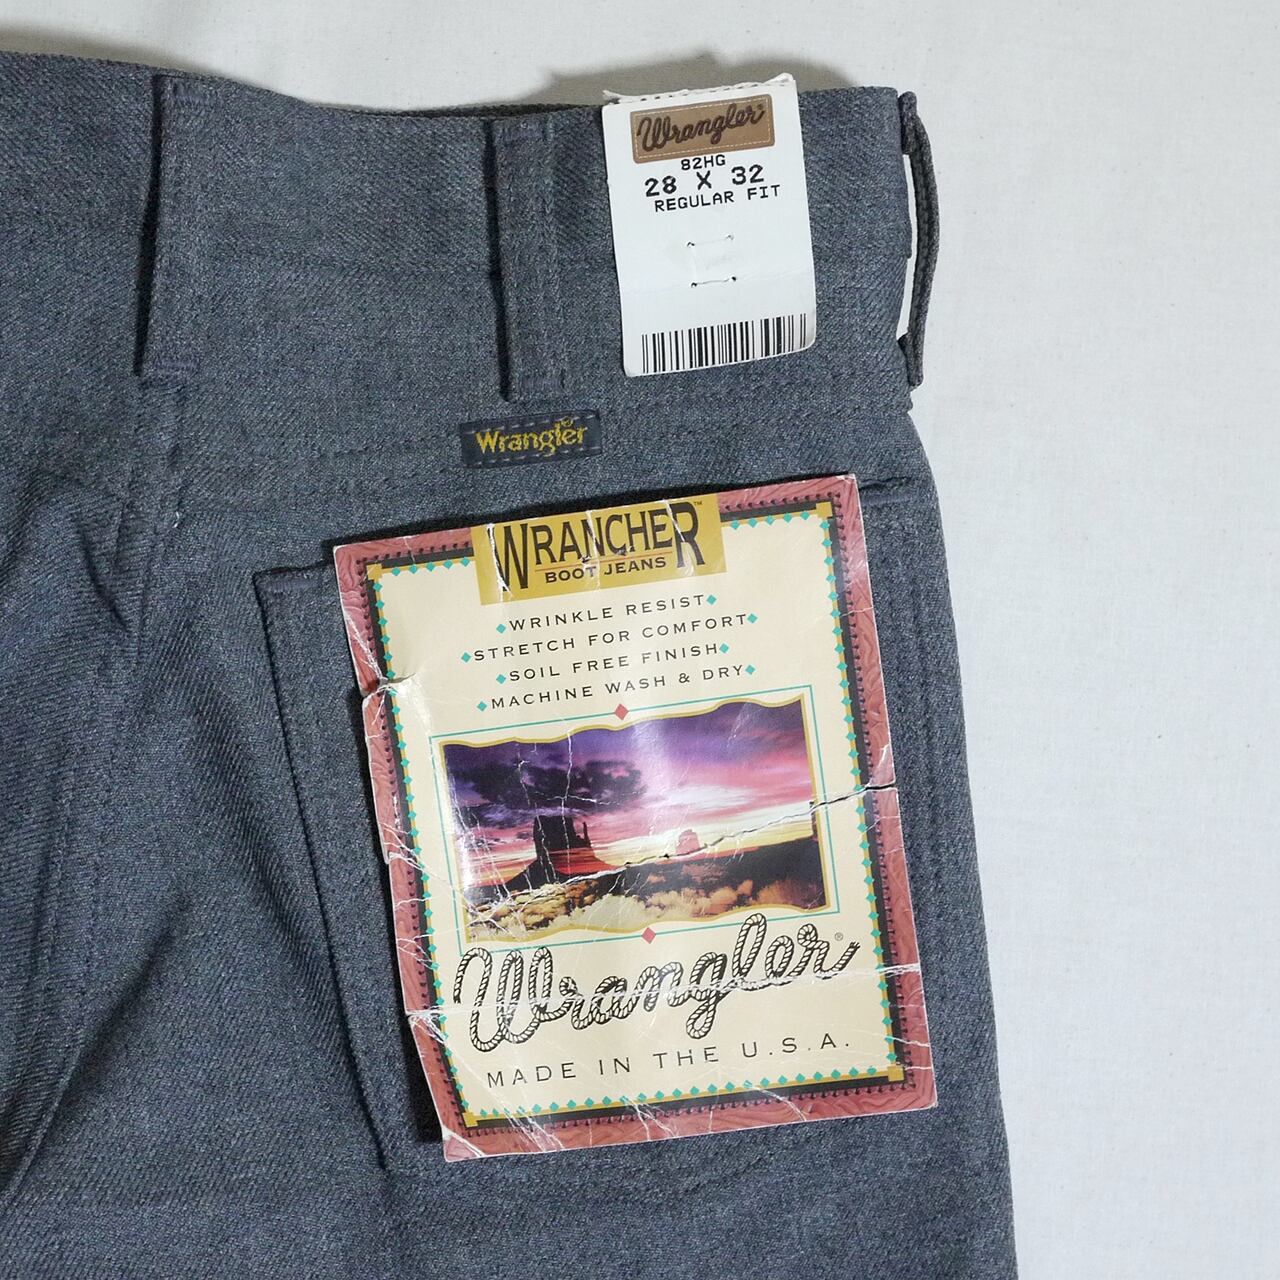 Wrangler®
82HG
28 X 32
REGULAR FIT
Wrangler®
WRANCHER™
BOOT JEANS
WRINKLE RESIST
STRETCH FOR COMFORT
SOIL FREE FINISH
MACHINE WASH & DRY
Wrangler®
MADE IN THE U.S.A.